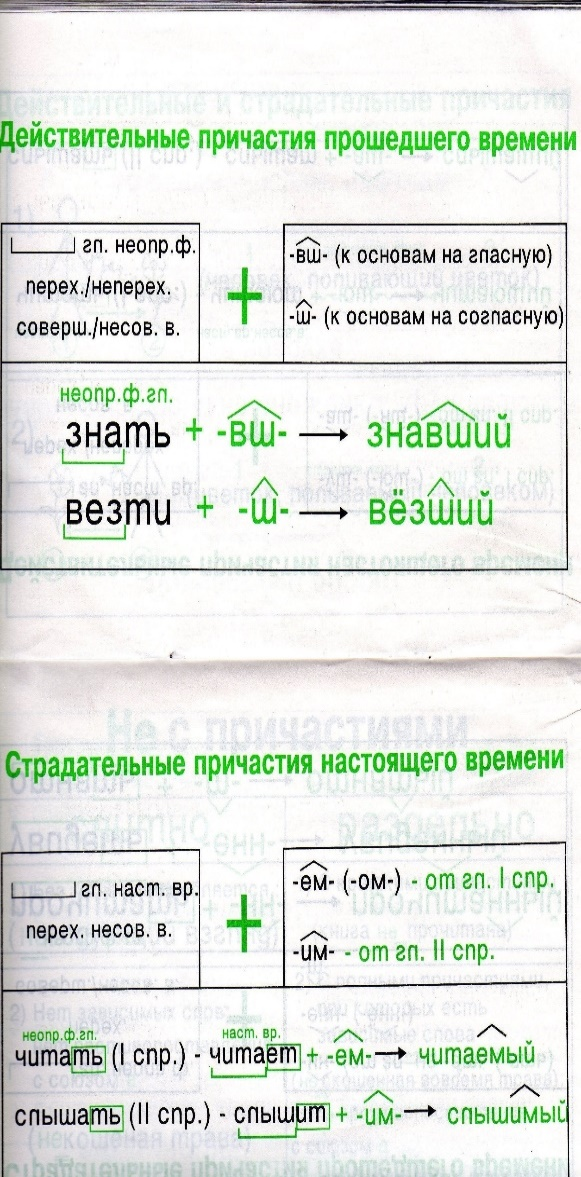 Действительные причастия прошедшего времени
гл. неопр.ф.
перех./неперех.
соверш./несов. в.
+
-вш- (к основам на гласную)
-ш- (к основам на согласную)
неопр.ф.гл.
знать + -вш- → знавший
везти + -ш- → вёзший
Не с причастиями
Страдательные причастия настоящего времени
гл. наст. вр.
перех. несов. в.
+
-ем- (-ом-) - от гл. I спр.
-им- - от гл. II спр.
неопр.ф.гл. наст. вр.
читать (I спр.) - читает + -ем- → читаемый
слышать (II спр.) - слышит + -им- → слышимый